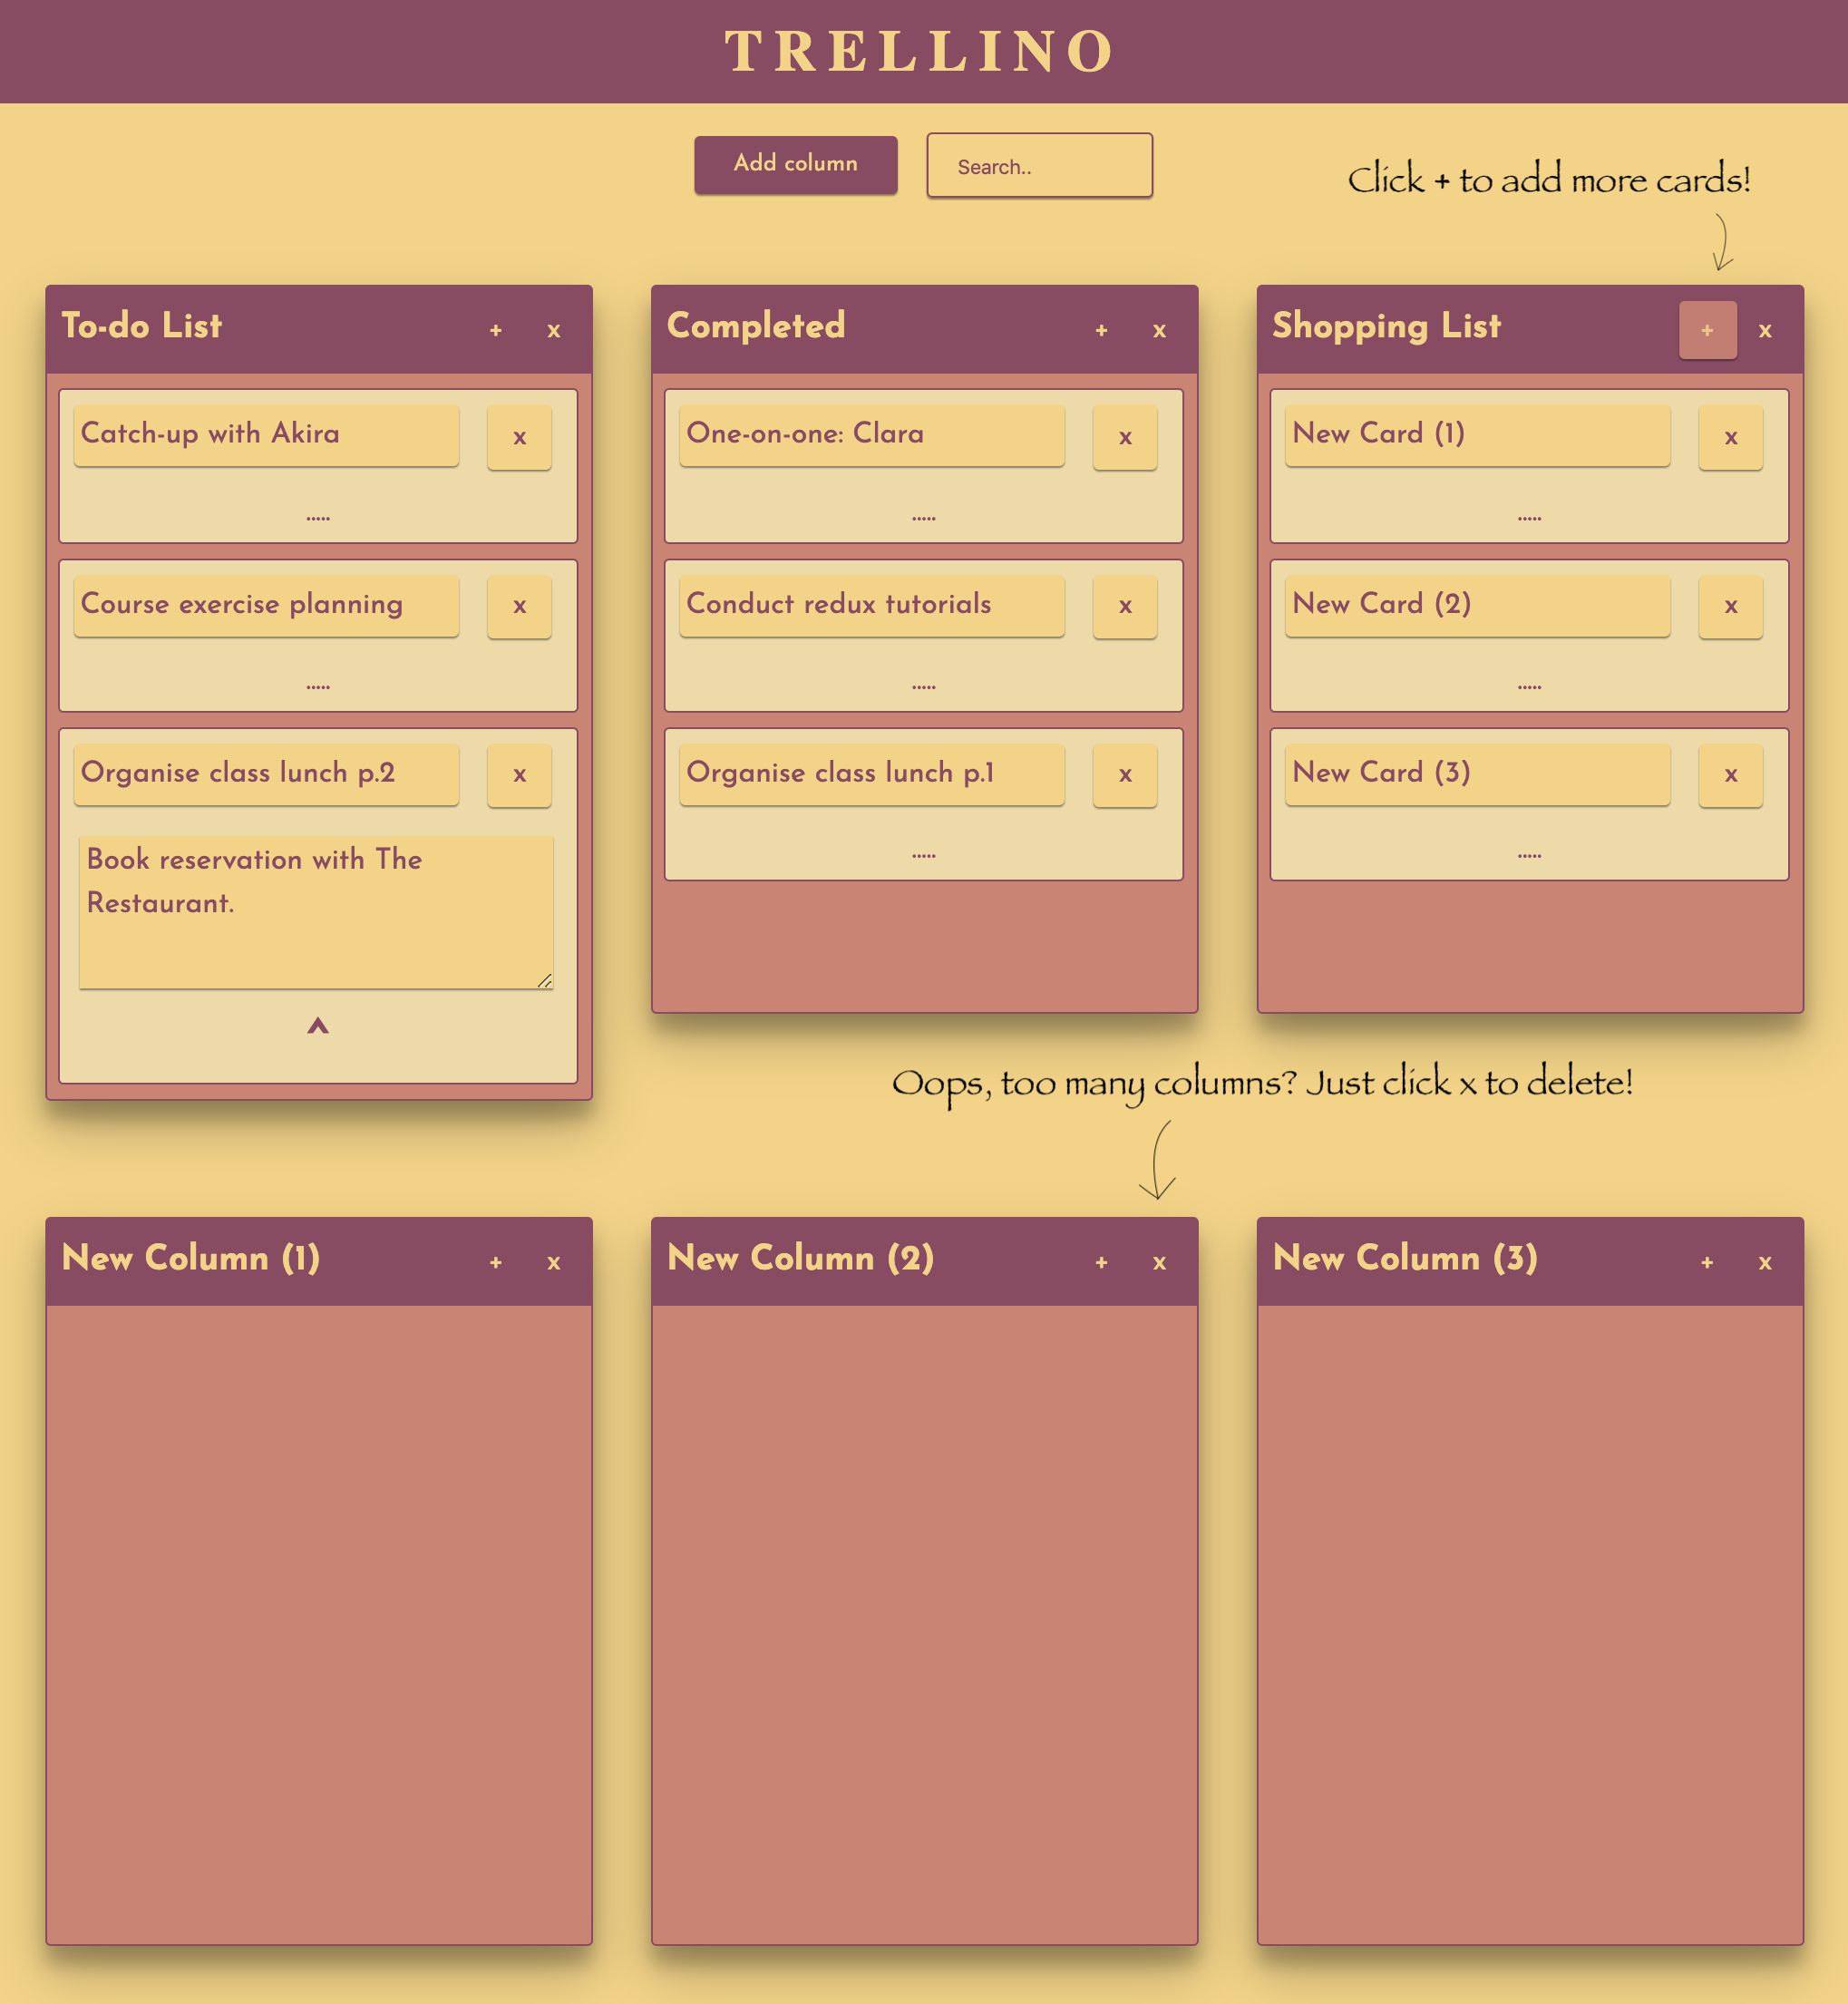 TRELLINO
Add column
Search..
Click + to add more cards!
To-do List + x
Catch-up with Akira x
.....
Course exercise planning x
.....
Organise class lunch p.2 x
Book reservation with The
Restaurant.
^
Completed + x
One-on-one: Clara x
.....
Conduct redux tutorials x
.....
Organise class lunch p.1 x
.....
Shopping List + x
New Card (1) x
.....
New Card (2) x
.....
New Card (3) x
.....
Oops, too many columns? Just click x to delete!
New Column (1) + x
New Column (2) + x
New Column (3) + x